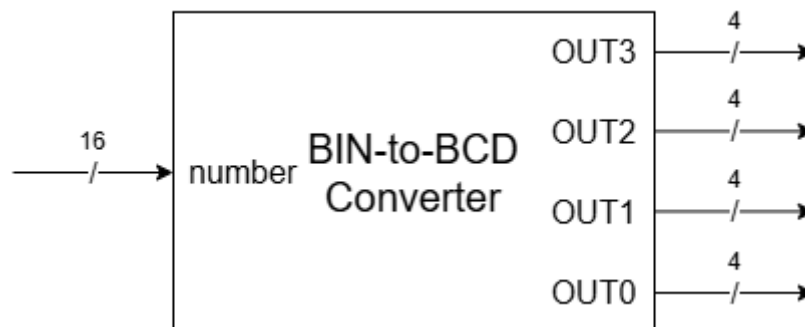 16
number
BIN-to-BCD
Converter
OUT3
4
OUT2
4
OUT1
4
OUT0
4